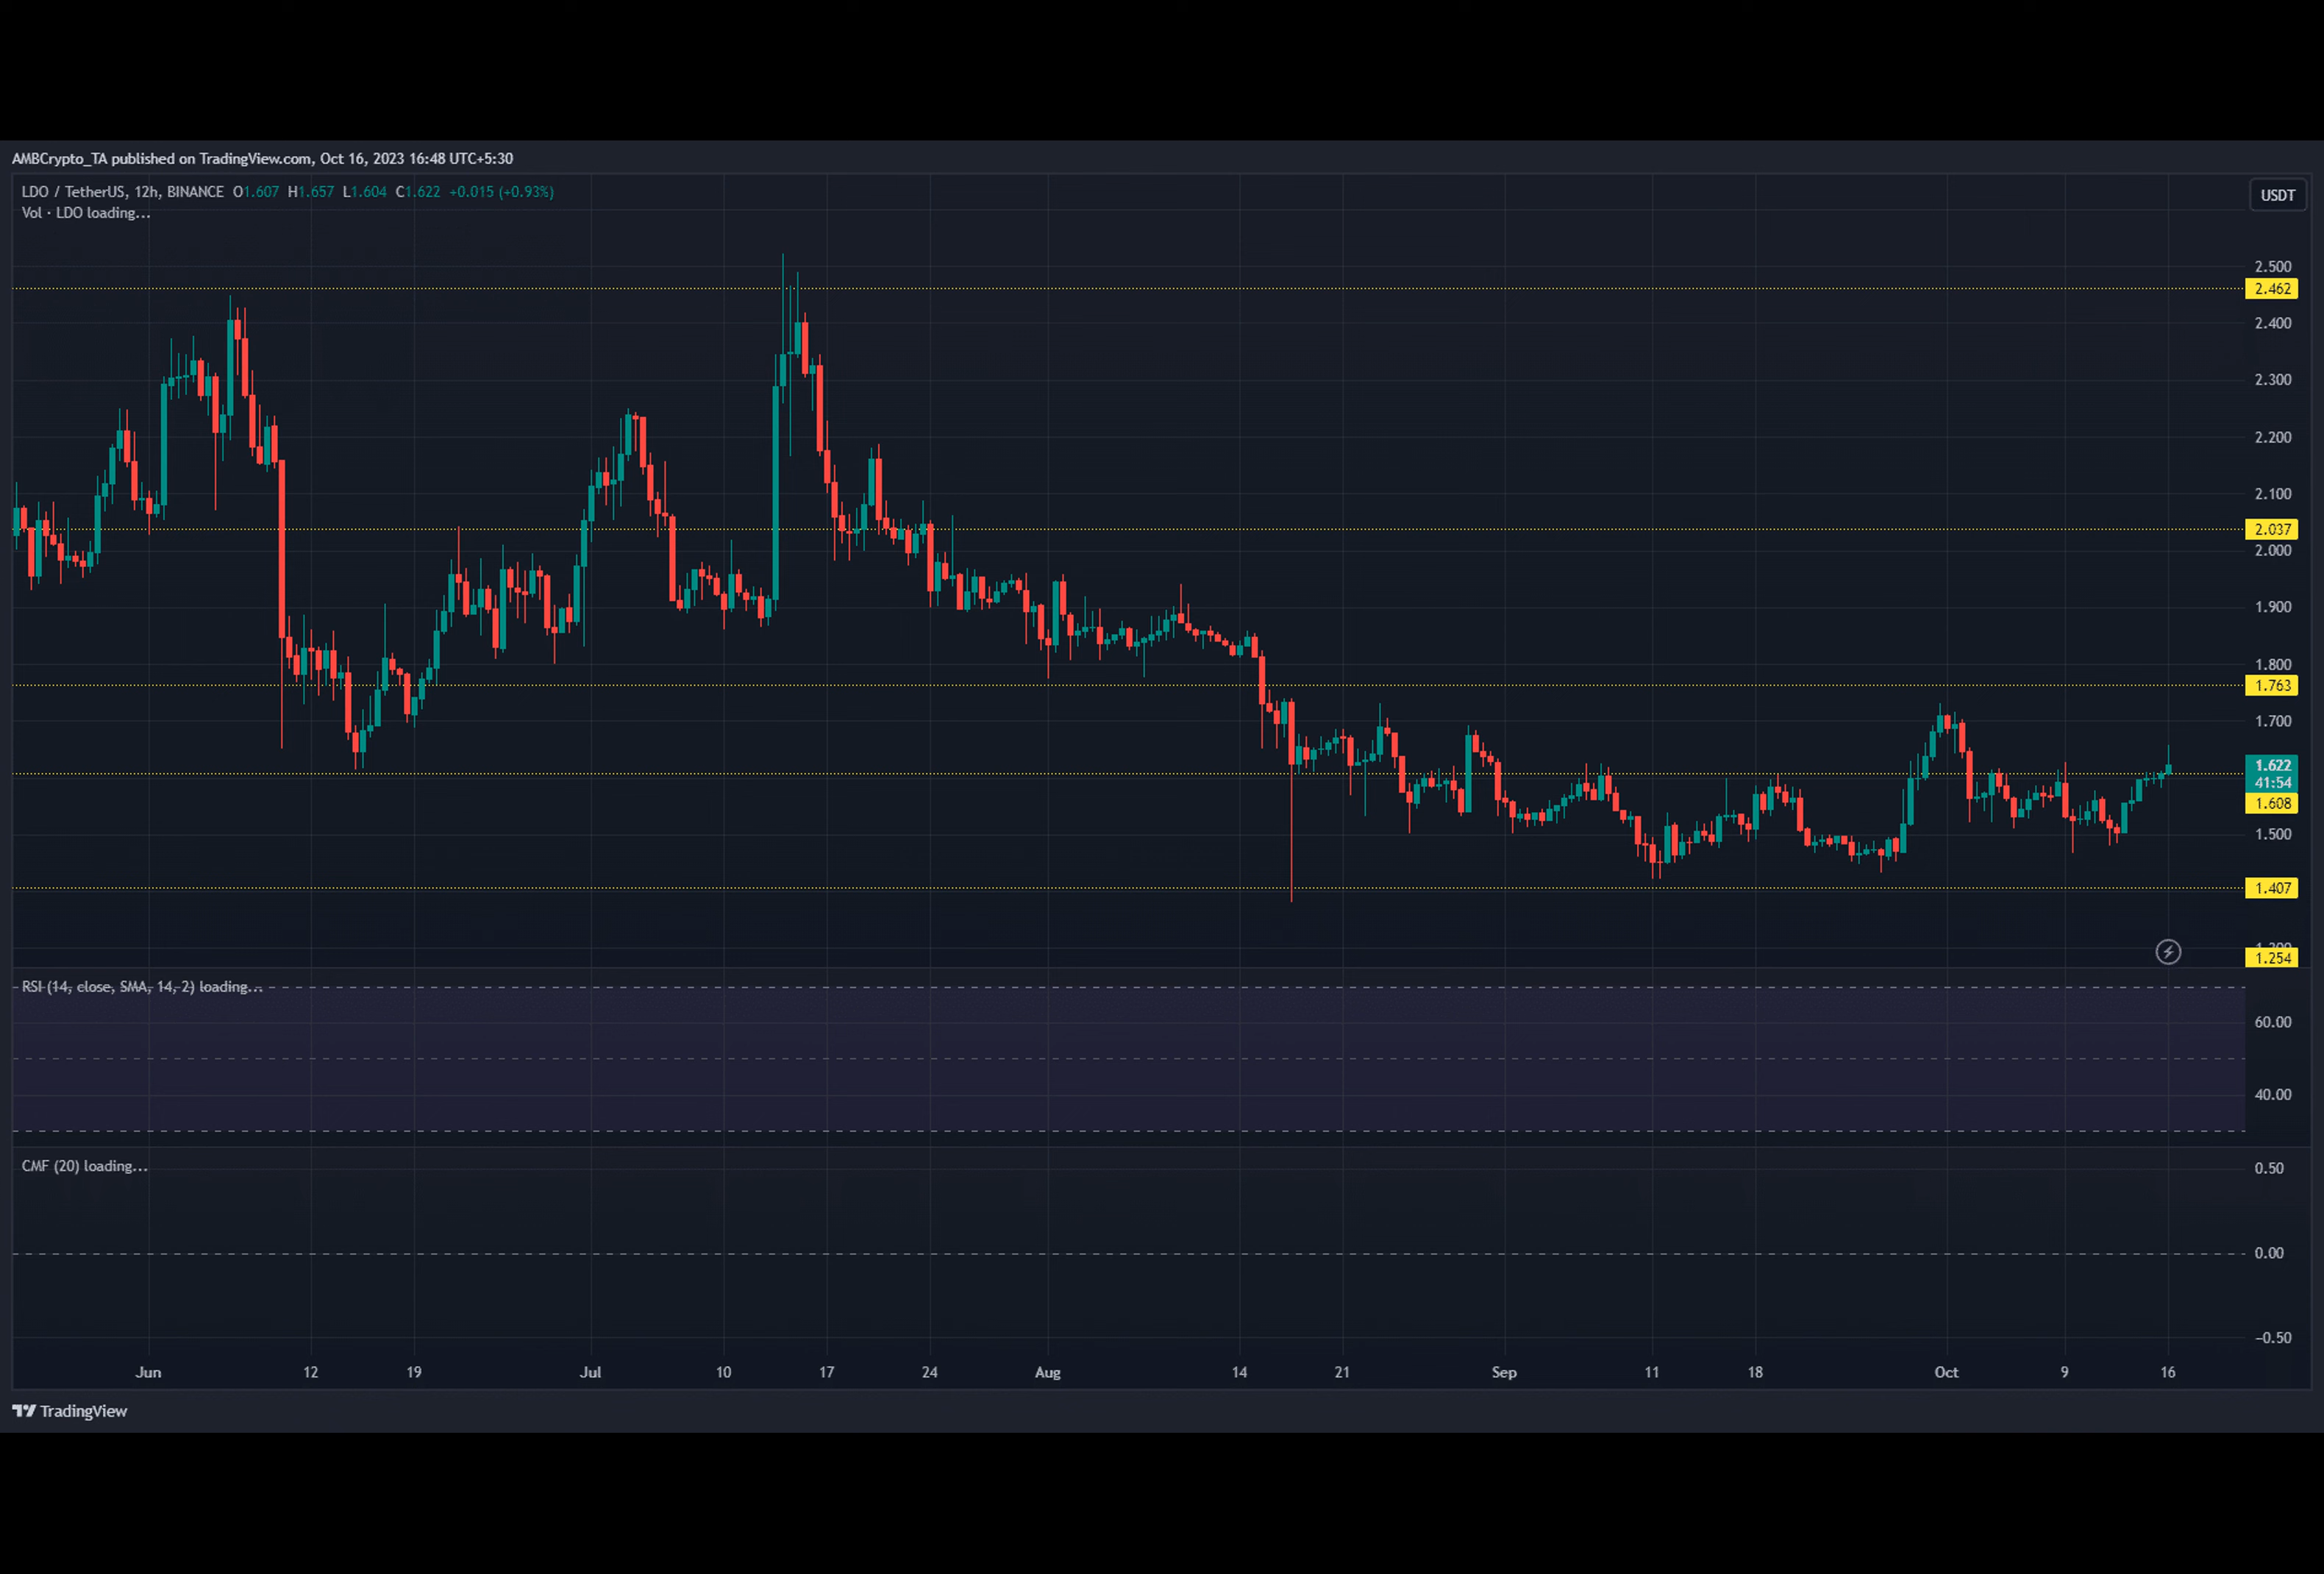 AMBCrypto_TA published on TradingView.com, Oct 16, 2023 16:48 UTC+5:30
LDO / TetherUS, 12h, BINANCE O1.607 H1.657 L1.604 C1.622 +0.015 (+0.93%)
USDT
Vol · LDO loading...
2.500
2.462
2.400
2.300
2.200
2.100
2.037
2.000
1.900
1.800
1.763
1.700
1.622
41:54
1.608
1.500
1.407
1.254
RSI (14, close, SMA, 14, 2) loading...
60.00
40.00
CMF (20) loading...
0.50
0.00
−0.50
Jun 12 19 Jul 10 17 24 Aug 14 21 Sep 11 18 Oct 9 16
TradingView